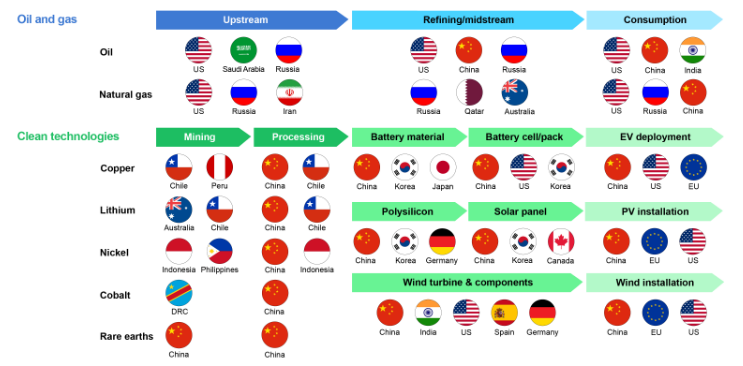 Oil and gas
Upstream
Refining/midstream
Consumption
Oil
US Saudi Arabia Russia
US China Russia
US China India
Natural gas
US Russia Iran
Russia Qatar Australia
US Russia China
Clean technologies
Mining
Processing
Battery material
Battery cell/pack
EV deployment
Copper
Chile Peru
China Chile
China Korea Japan
China US Korea
China US EU
Lithium
Australia Chile
China Chile
Polysilicon
Solar panel
PV installation
Nickel
Indonesia Philippines
China Indonesia
China Korea Germany
China Korea Canada
China EU US
Cobalt
DRC
China
Wind turbine & components
Wind installation
Rare earths
China
China
China India US Spain Germany
China EU US